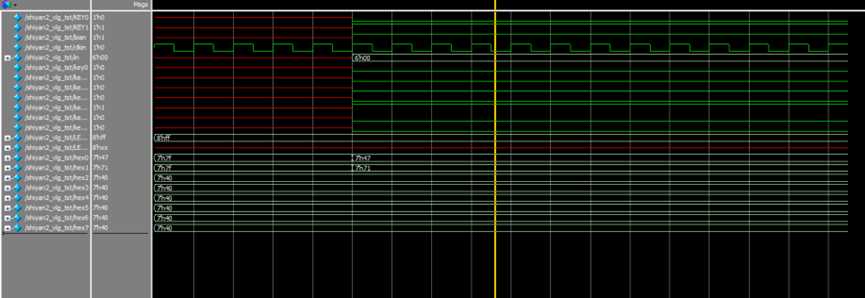 Msgs
/shiyan2_vlg_tst/KEY0 1'h0
/shiyan2_vlg_tst/KEY1 1'h1
/shiyan2_vlg_tst/ban 1'h1
/shiyan2_vlg_tst/clkin 1'h0
/shiyan2_vlg_tst/in 6'h00 6'h00
/shiyan2_vlg_tst/key0 1'h0
/shiyan2_vlg_tst/ke... 1'h0
/shiyan2_vlg_tst/ke... 1'h0
/shiyan2_vlg_tst/ke... 1'h0
/shiyan2_vlg_tst/ke... 1'h1
/shiyan2_vlg_tst/ke... 1'h0
/shiyan2_vlg_tst/ke... 1'h0
/shiyan2_vlg_tst/LE... 8'hff 8'hff
/shiyan2_vlg_tst/LE... 8'hxx
/shiyan2_vlg_tst/hex0 7'h47 7'h7f 7'h47
/shiyan2_vlg_tst/hex1 7'h71 7'h7f 7'h71
/shiyan2_vlg_tst/hex2 7'h40 7'h40
/shiyan2_vlg_tst/hex3 7'h40 7'h40
/shiyan2_vlg_tst/hex4 7'h40 7'h40
/shiyan2_vlg_tst/hex5 7'h40 7'h40
/shiyan2_vlg_tst/hex6 7'h40 7'h40
/shiyan2_vlg_tst/hex7 7'h40 7'h40